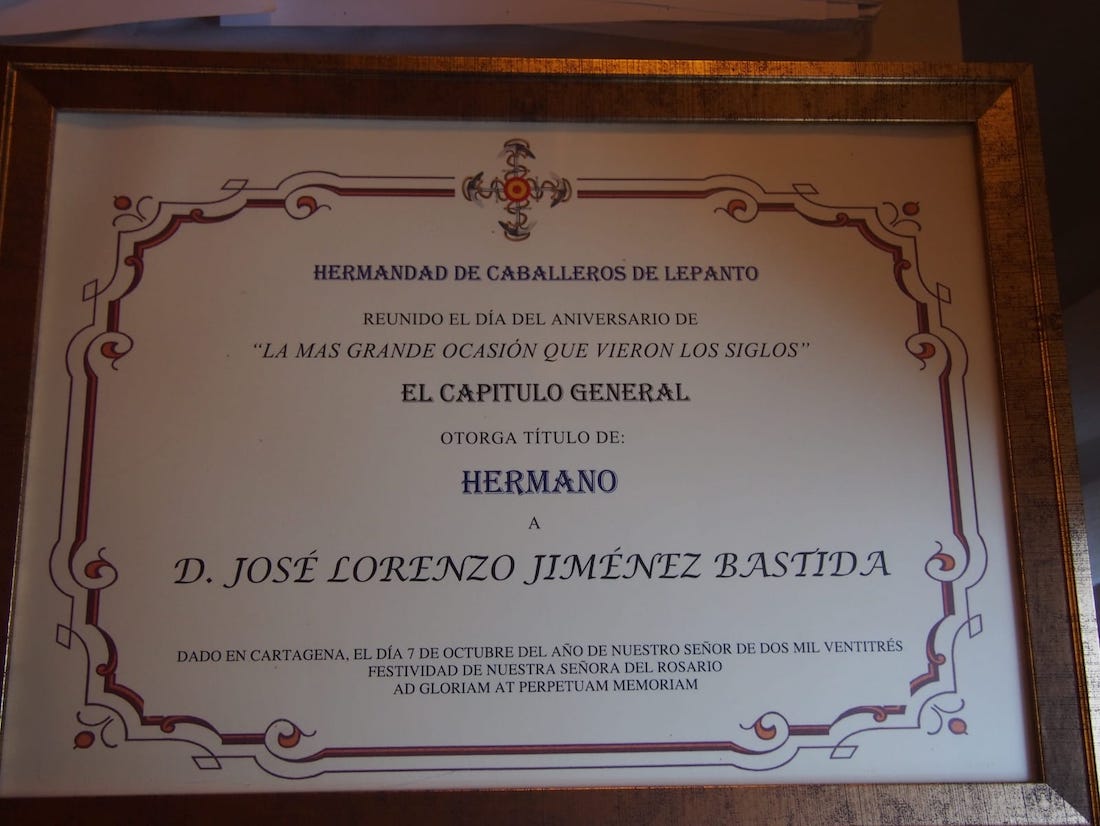 HERMANDAD DE CABALLEROS DE LEPANTO
REUNIDO EL DÍA DEL ANIVERSARIO DE
“LA MAS GRANDE OCASIÓN QUE VIERON LOS SIGLOS”
EL CAPITULO GENERAL
OTORGA TÍTULO DE:
HERMANO
A
D. JOSÉ LORENZO JIMÉNEZ BASTIDA
DADO EN CARTAGENA, EL DÍA 7 DE OCTUBRE DEL AÑO DE NUESTRO SEÑOR DE DOS MIL VENTITRÉS
FESTIVIDAD DE NUESTRA SEÑORA DEL ROSARIO
AD GLORIAM AT PERPETUAM MEMORIAM